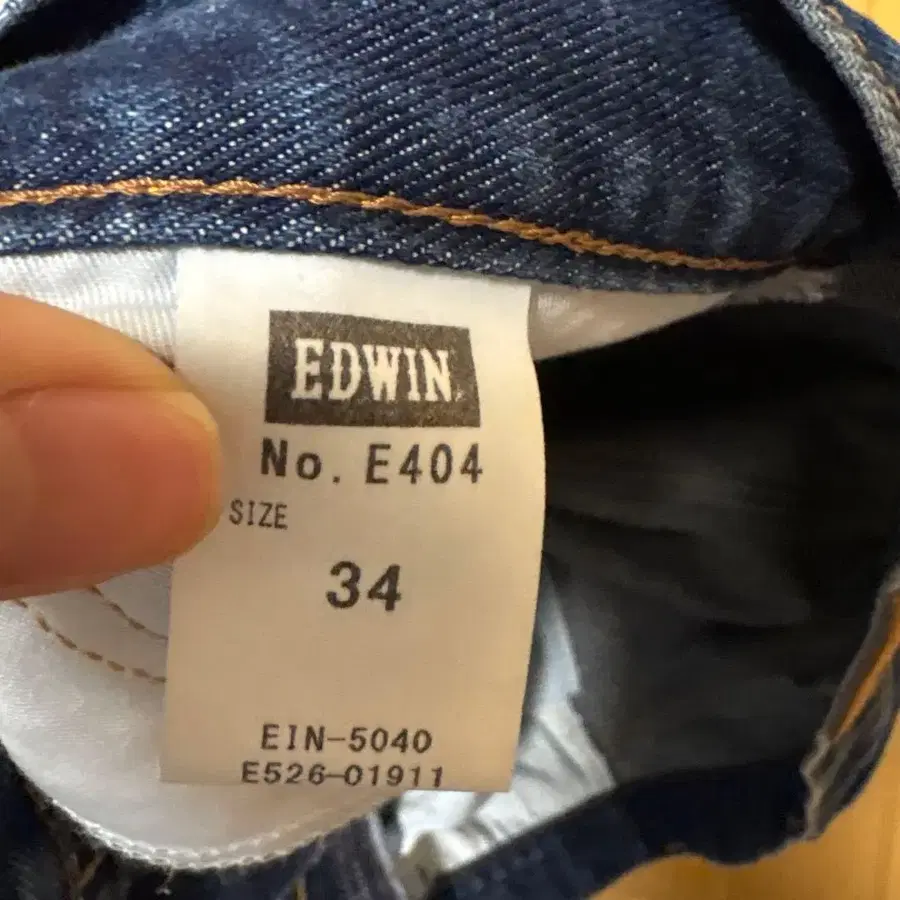 EDWIN
No. E404
SIZE
34
EIN-5040
E526-01911